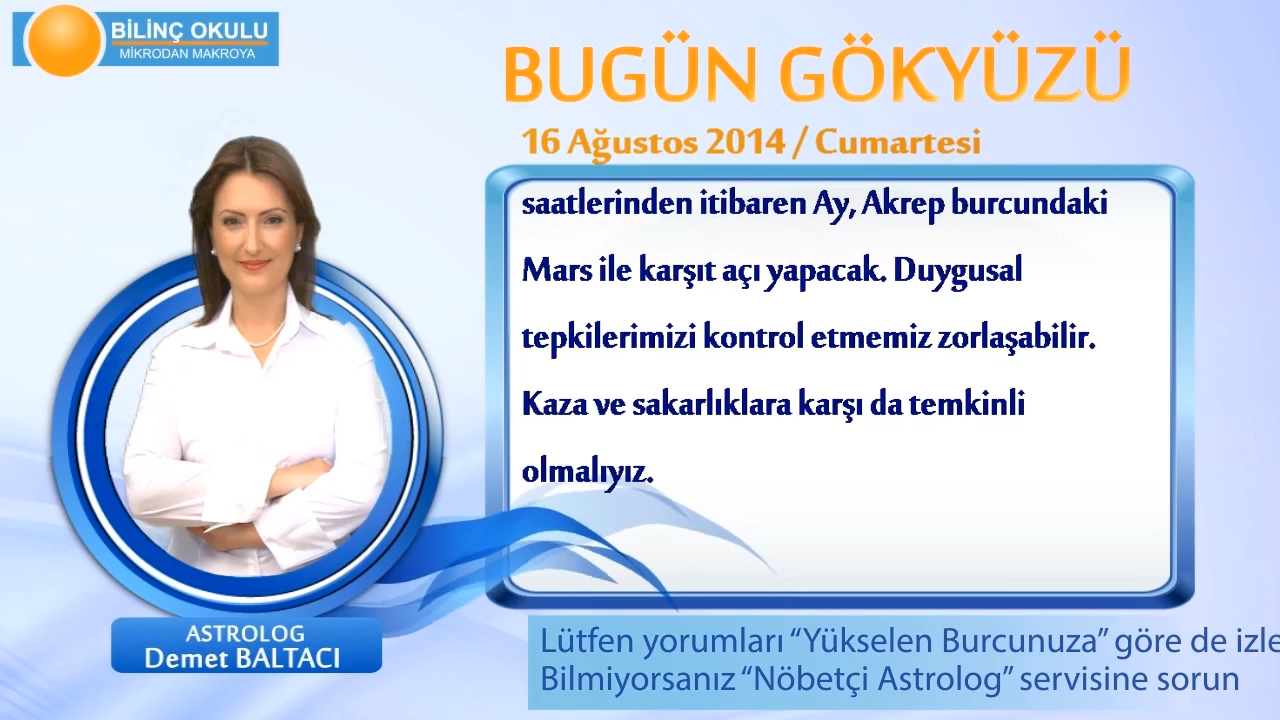 BİLİNÇ OKULU
MİKRODAN MAKROYA
BUGÜN GÖKYÜZÜ
16 Ağustos 2014 / Cumartesi
saatlerinden itibaren Ay, Akrep burcundaki
Mars ile karşıt açı yapacak. Duygusal
tepkilerimizi kontrol etmemiz zorlaşabilir.
Kaza ve sakarlıklara karşı da temkinli
olmalıyız.
ASTROLOG
Demet BALTACI
Lütfen yorumları “Yükselen Burcunuza” göre de izle
Bilmiyorsanız “Nöbetçi Astrolog” servisine sorun